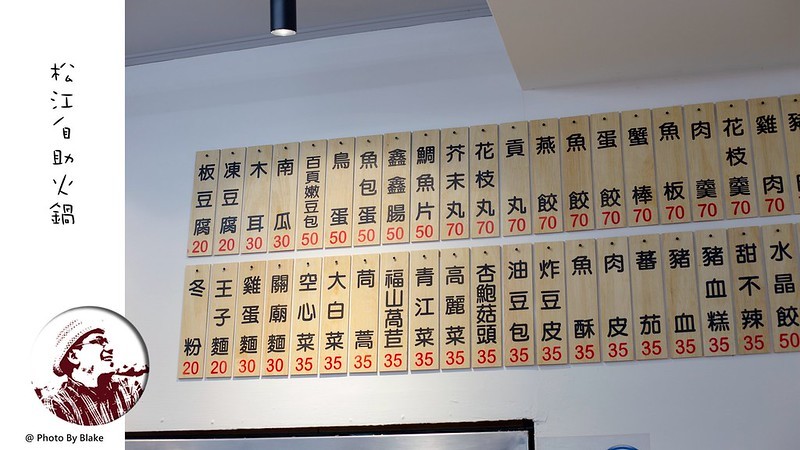 松江自助火鍋
板豆腐 20
凍豆腐 20
木耳 30
南瓜 30
百頁嫩豆包 50
鳥蛋 50
魚包蛋 50
鑫鑫腸 50
鯛魚片 50
芥末丸 70
花枝丸 70
貢丸 70
燕餃 70
魚餃 70
蛋餃 70
蟹棒 70
魚板 70
肉羹 70
花枝羹 70
雞肉 70
冬粉 20
王子麵 20
雞蛋麵 30
關廟麵 30
空心菜 35
大白菜 35
茼蒿 35
福山萵苣 35
青江菜 35
高麗菜 35
杏鮑菇頭 35
油豆包 35
炸豆皮 35
魚酥 35
肉皮 35
蕃茄 35
豬血 35
豬血糕 35
甜不辣 35
水晶餃 50
@ Photo By Blake